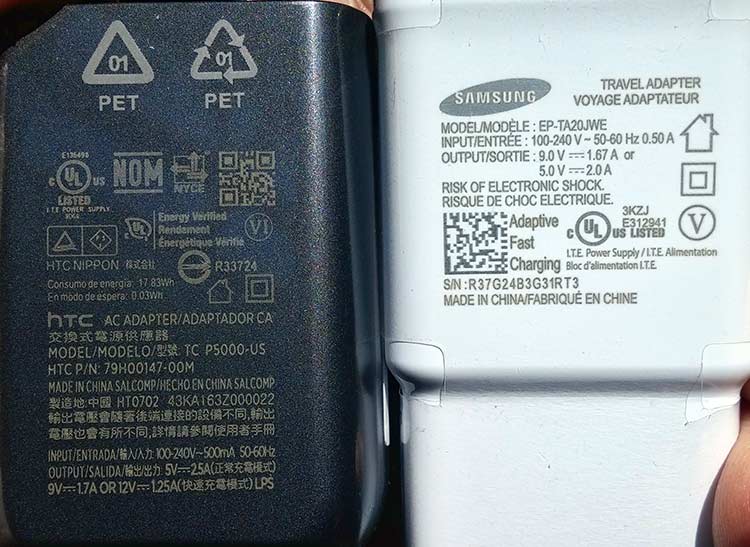 01
PET
01
PET
E136498
c UL US
LISTED
I.T.E. POWER SUPPLY
NOM
NYCE
c UL us
Energy Verified
Rendement
Énergétique Vérifié
VI
HTC NIPPON 株式会社
R33724
Consumo de energía: 17.83Wh
En modo de espera: 0.03Wh
htc AC ADAPTER/ADAPTADOR CA
交換式電源供應器
MODEL/MODELO/型號: TC P5000-US
HTC P/N: 79H00147-00M
MADE IN CHINA SALCOMP/HECHO EN CHINA SALCOMP
製造地:中國 HT0702 43KA163Z000022
輸出電壓會隨著後端連接的設備不同,輸出
電壓也會有所不同,詳情請參閱使用者手冊
INPUT/ENTRADA/輸入/入力: 100-240V~500mA 50-60Hz
OUTPUT/SALIDA/輸出/出力: 5V⎓2.5A(正常充電模式)
9V⎓1.7A OR 12V⎓1.25A(快速充電模式) LPS
SAMSUNG
TRAVEL ADAPTER
VOYAGE ADAPTATEUR
MODEL/MODÈLE : EP-TA20JWE
INPUT/ENTRÉE : 100-240 V ~ 50-60 Hz 0.50 A
OUTPUT/SORTIE : 9.0 V⎓1.67 A or
5.0 V⎓2.0 A
RISK OF ELECTRONIC SHOCK.
RISQUE DE CHOC ELECTRIQUE.
Adaptive
Fast
Charging
3KZJ
E312941
c UL US LISTED
V
I.T.E. Power Supply / I.T.E. Alimentation
Bloc d'alimentation I.T.E.
S/N : R37G24B3G31RT3
MADE IN CHINA/FABRIQUÉ EN CHINE